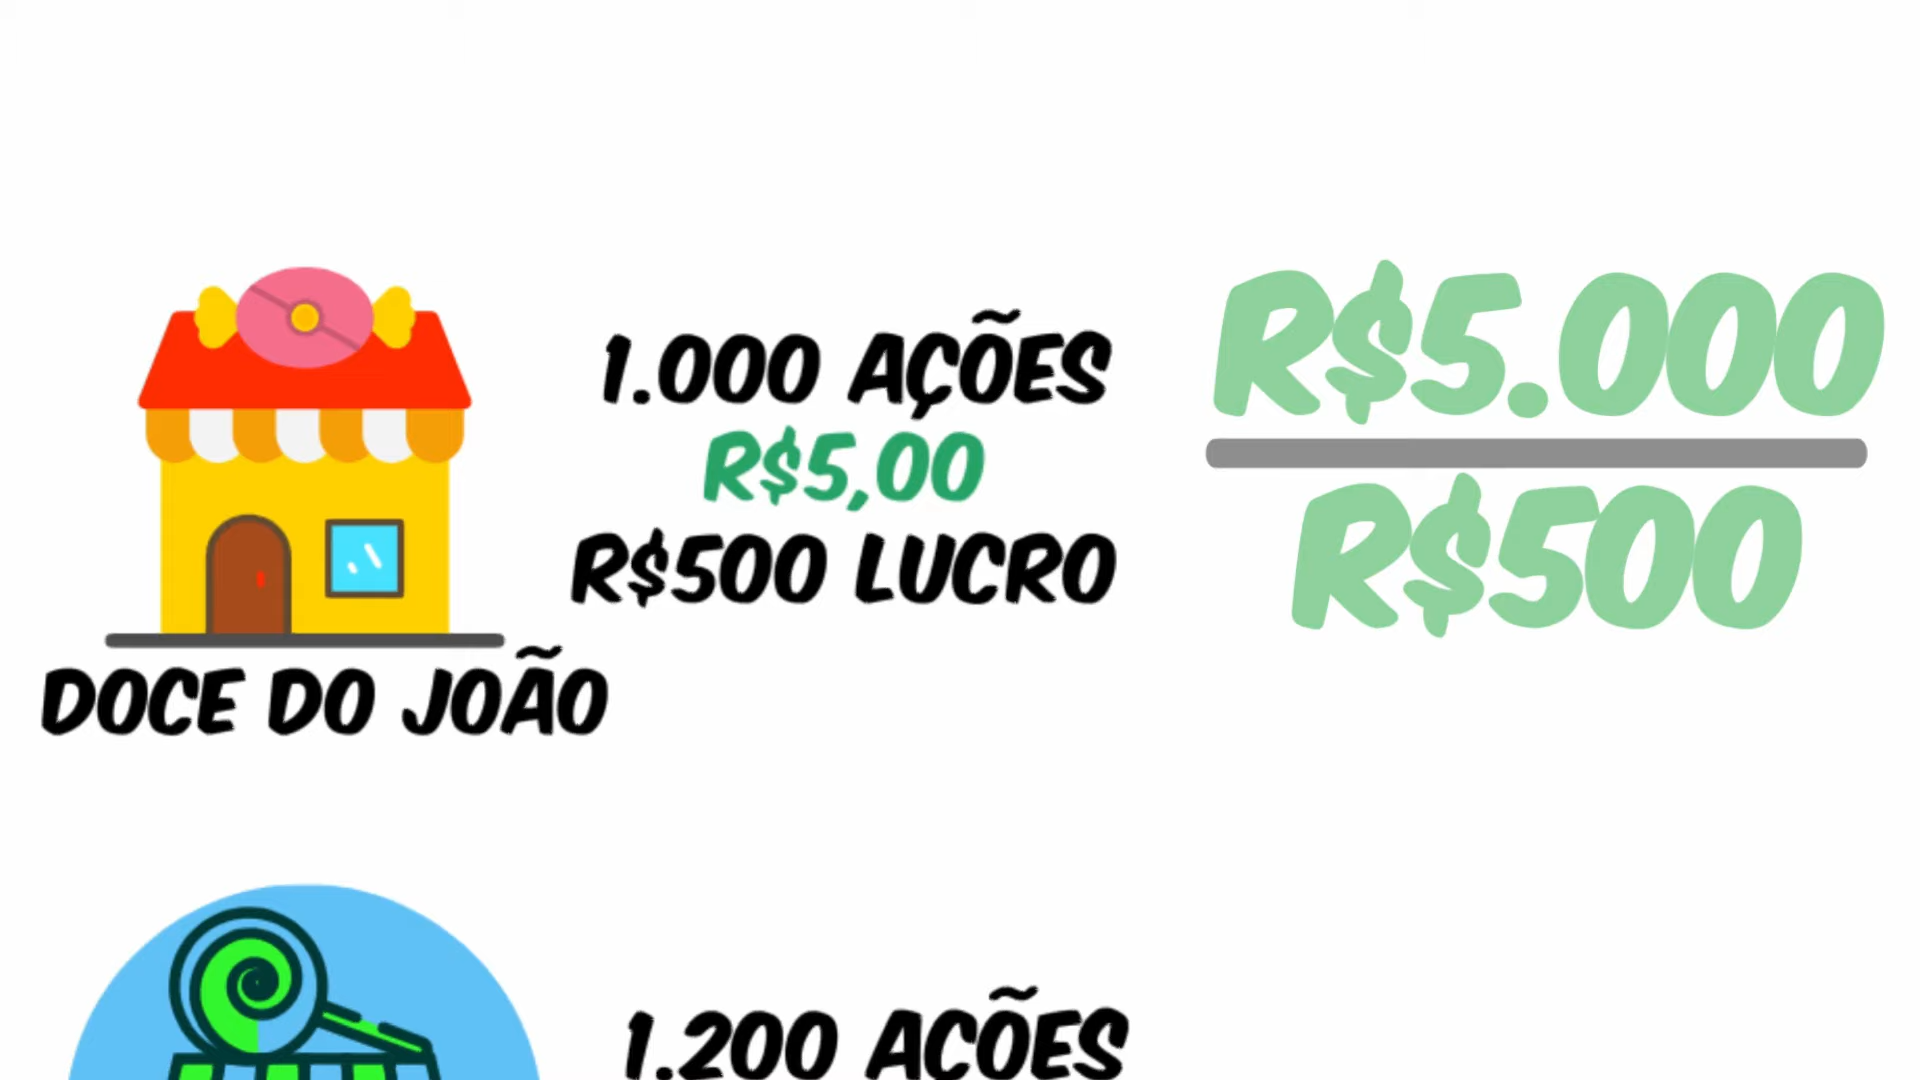 1.000 AÇÕES
R$5,00
R$500 LUCRO
DOCE DO JOÃO
R$5.000
R$500
1.200 AÇÕES